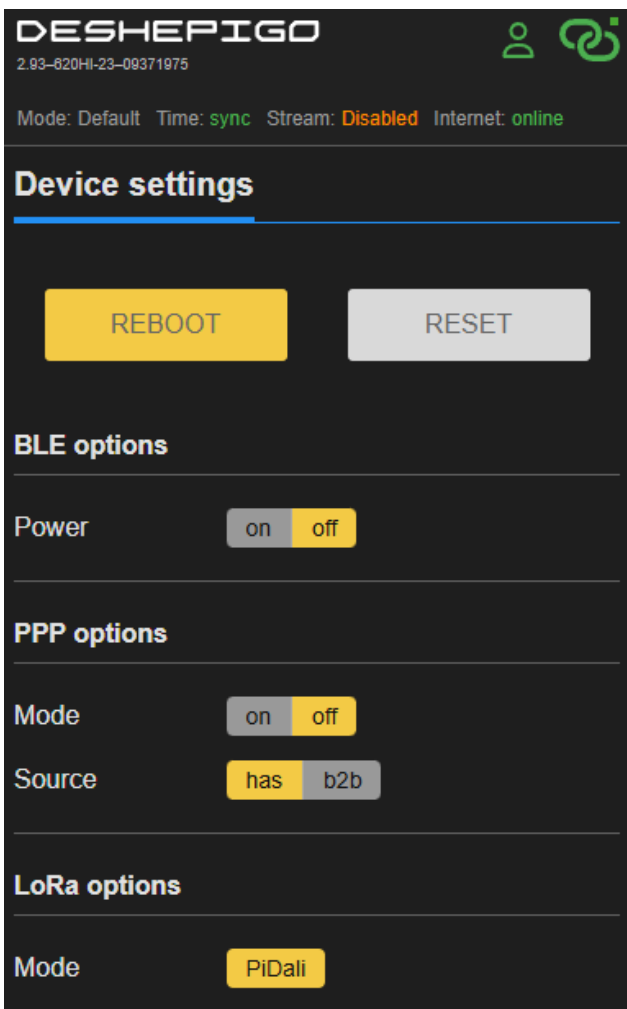 DESHEPIGO
2.93–620HI-23–09371975
Mode: Default Time: sync Stream: Disabled Internet: online
Device settings
REBOOT RESET
BLE options
Power on off
PPP options
Mode on off
Source has b2b
LoRa options
Mode PiDali